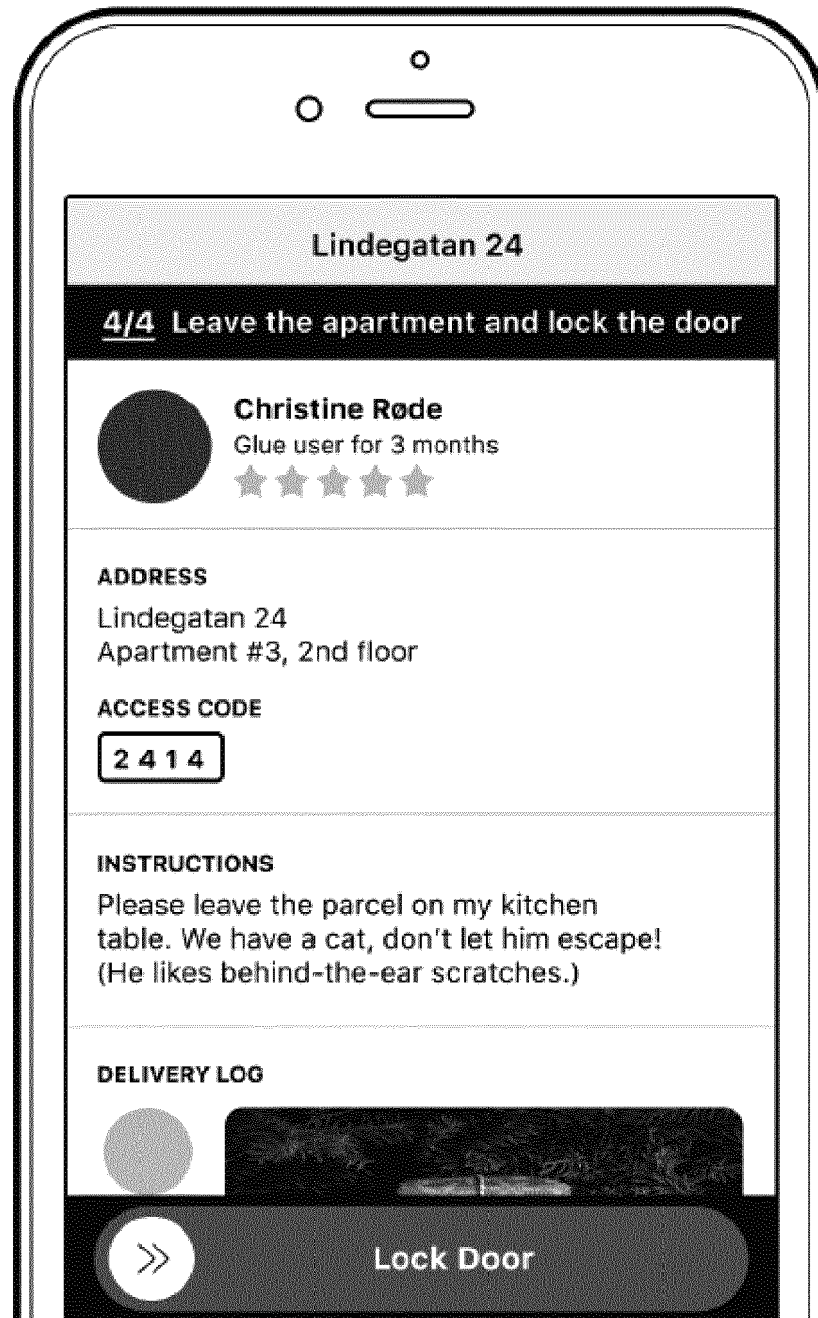 Lindegatan 24
4/4 Leave the apartment and lock the door
Christine Røde
Glue user for 3 months
ADDRESS
Lindegatan 24
Apartment #3, 2nd floor
ACCESS CODE
2414
INSTRUCTIONS
Please leave the parcel on my kitchen
table. We have a cat, don't let him escape!
(He likes behind-the-ear scratches.)
DELIVERY LOG
Lock Door